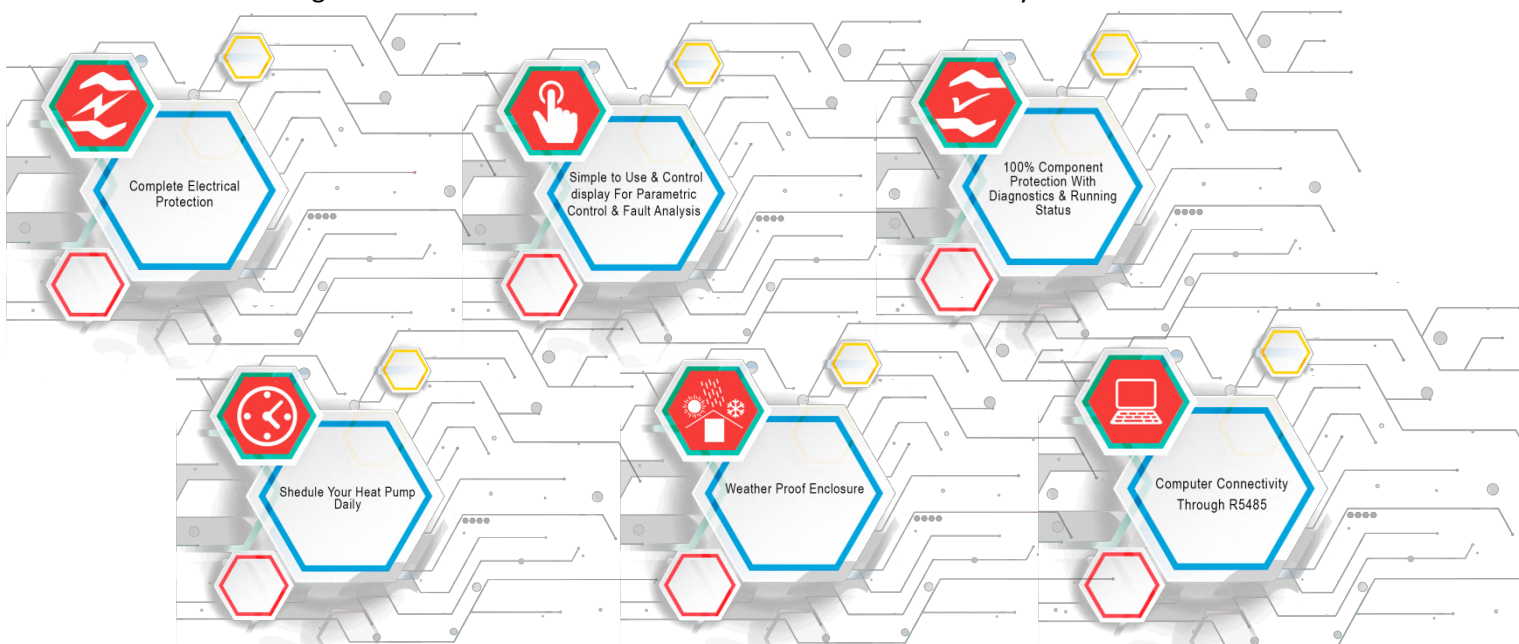 Complete Electrical
Protection
Simple to Use & Control
display For Parametric
Control & Fault Analysis
100% Component
Protection With
Diagnostics & Running
Status
Shedule Your Heat Pump
Daily
Weather Proof Enclosure
Computer Connectivity
Through R5485